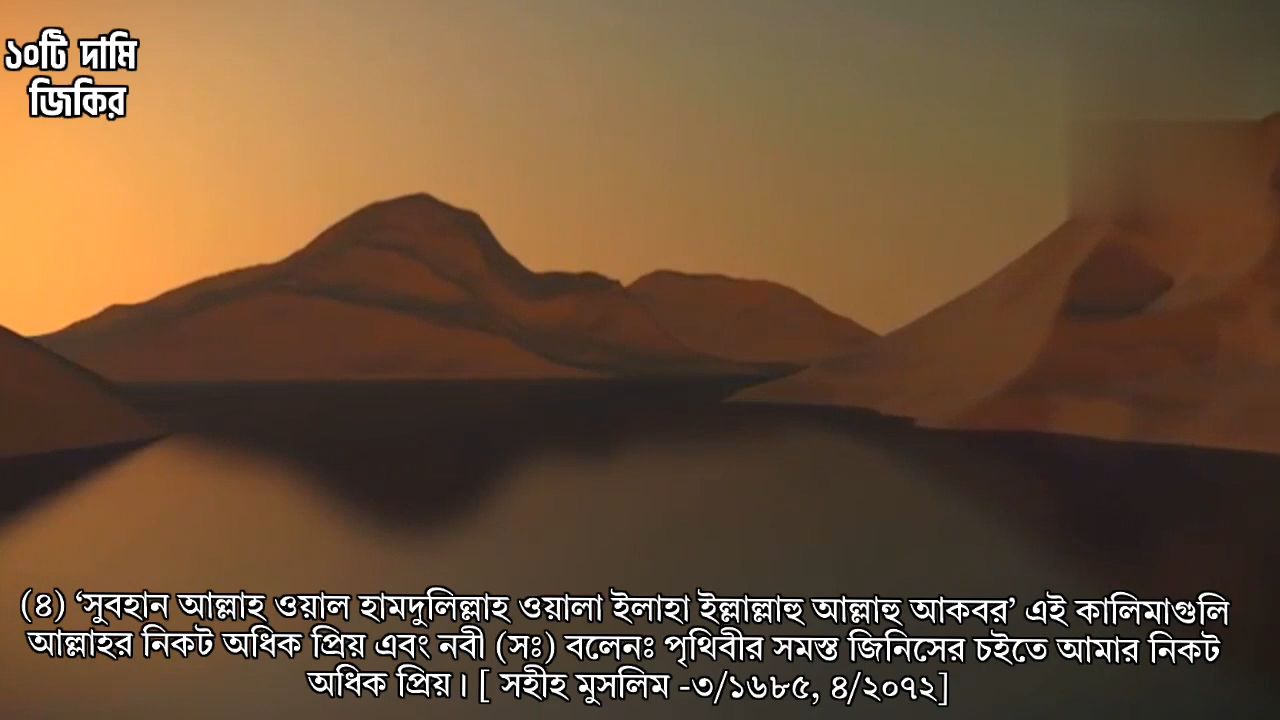 ১০টি দামি
জিকির
(৪) ‘সুবহান আল্লাহ ওয়াল হামদুলিল্লাহ ওয়ালা ইলাহা ইল্লাল্লাহু আল্লাহু আকবর’ এই কালিমাগুলি
আল্লাহর নিকট অধিক প্রিয় এবং নবী (সঃ) বলেনঃ পৃথিবীর সমস্ত জিনিসের চইতে আমার নিকট
অধিক প্রিয়। [ সহীহ মুসলিম -৩/১৬৮৫, ৪/২০৭২]